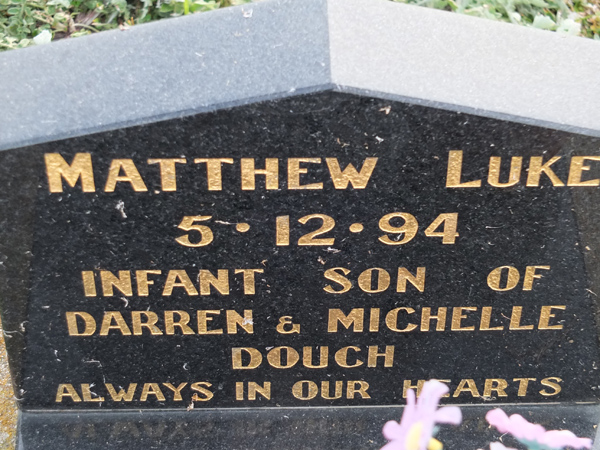 MATTHEW LUKE
5·12·94
INFANT SON OF
DARREN & MICHELLE
DOUCH
ALWAYS IN OUR HEARTS